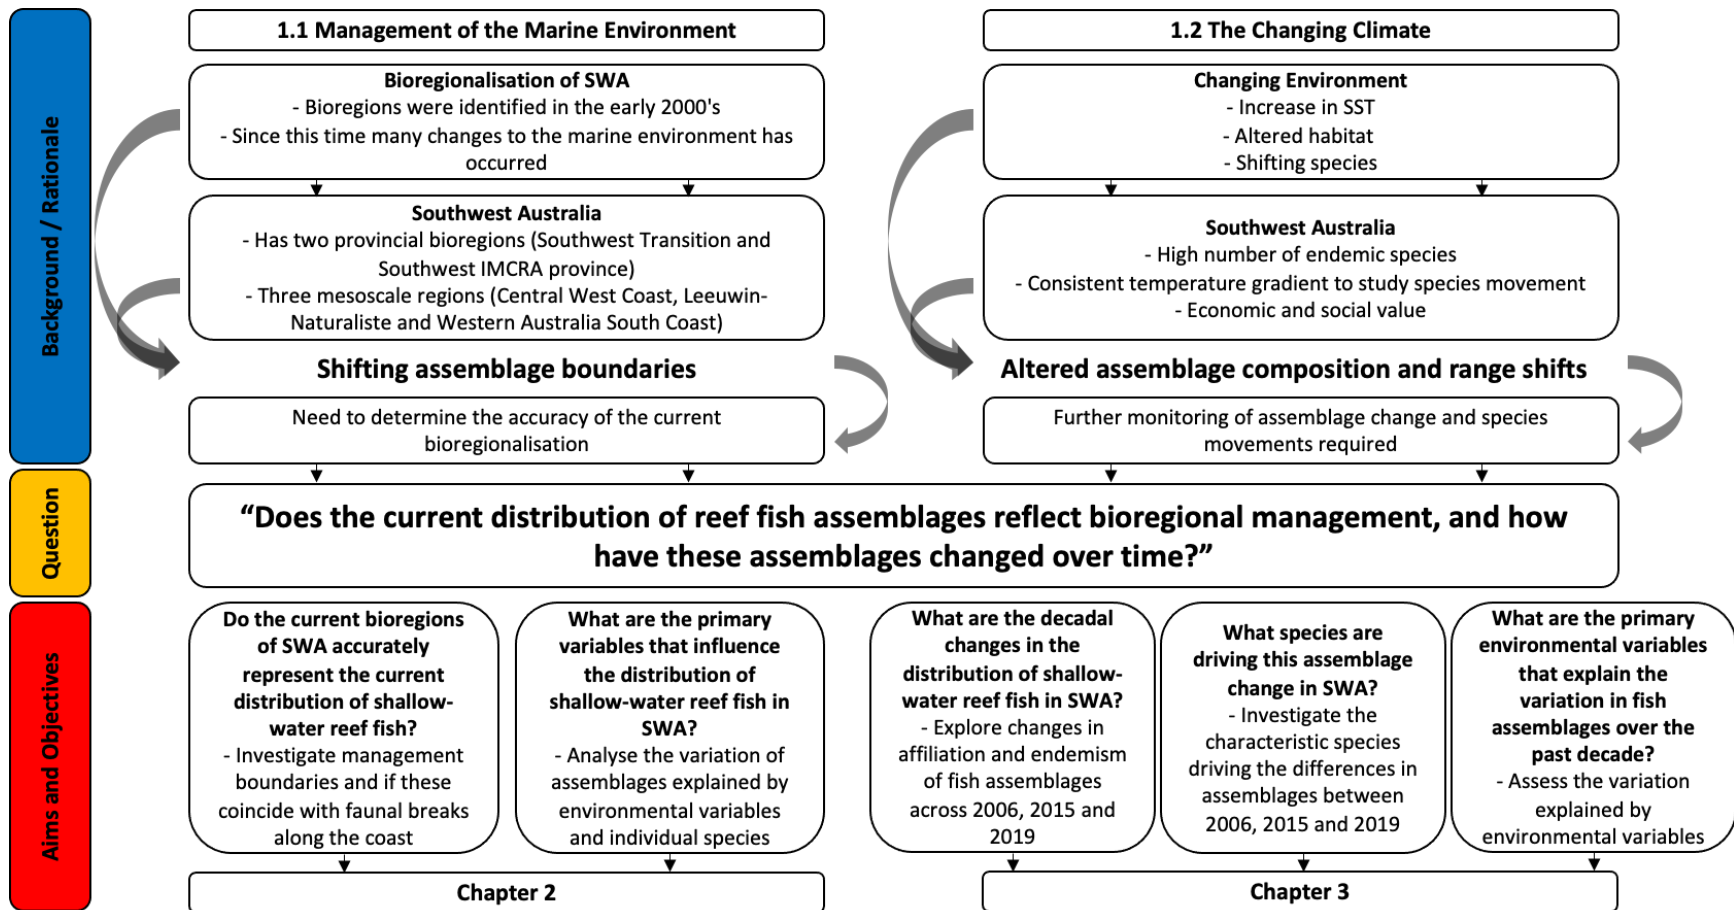 Background / Rationale
1.1 Management of the Marine Environment
Bioregionalisation of SWA
- Bioregions were identified in the early 2000's
- Since this time many changes to the marine environment has
occurred
Southwest Australia
- Has two provincial bioregions (Southwest Transition and
Southwest IMCRA province)
- Three mesoscale regions (Central West Coast, Leeuwin-
Naturaliste and Western Australia South Coast)
Shifting assemblage boundaries
Need to determine the accuracy of the current
bioregionalisation
1.2 The Changing Climate
Changing Environment
- Increase in SST
- Altered habitat
- Shifting species
Southwest Australia
- High number of endemic species
- Consistent temperature gradient to study species movement
- Economic and social value
Altered assemblage composition and range shifts
Further monitoring of assemblage change and species
movements required
Question
“Does the current distribution of reef fish assemblages reflect bioregional management, and how
have these assemblages changed over time?”
Aims and Objectives
Do the current bioregions
of SWA accurately
represent the current
distribution of shallow-
water reef fish?
- Investigate management
boundaries and if these
coincide with faunal breaks
along the coast
What are the primary
variables that influence
the distribution of
shallow-water reef fish in
SWA?
- Analyse the variation of
assemblages explained by
environmental variables
and individual species
Chapter 2
What are the decadal
changes in the
distribution of shallow-
water reef fish in SWA?
- Explore changes in
affiliation and endemism
of fish assemblages
across 2006, 2015 and
2019
What species are
driving this assemblage
change in SWA?
- Investigate the
characteristic species
driving the differences in
assemblages between
2006, 2015 and 2019
What are the primary
environmental variables
that explain the
variation in fish
assemblages over the
past decade?
- Assess the variation
explained by
environmental variables
Chapter 3